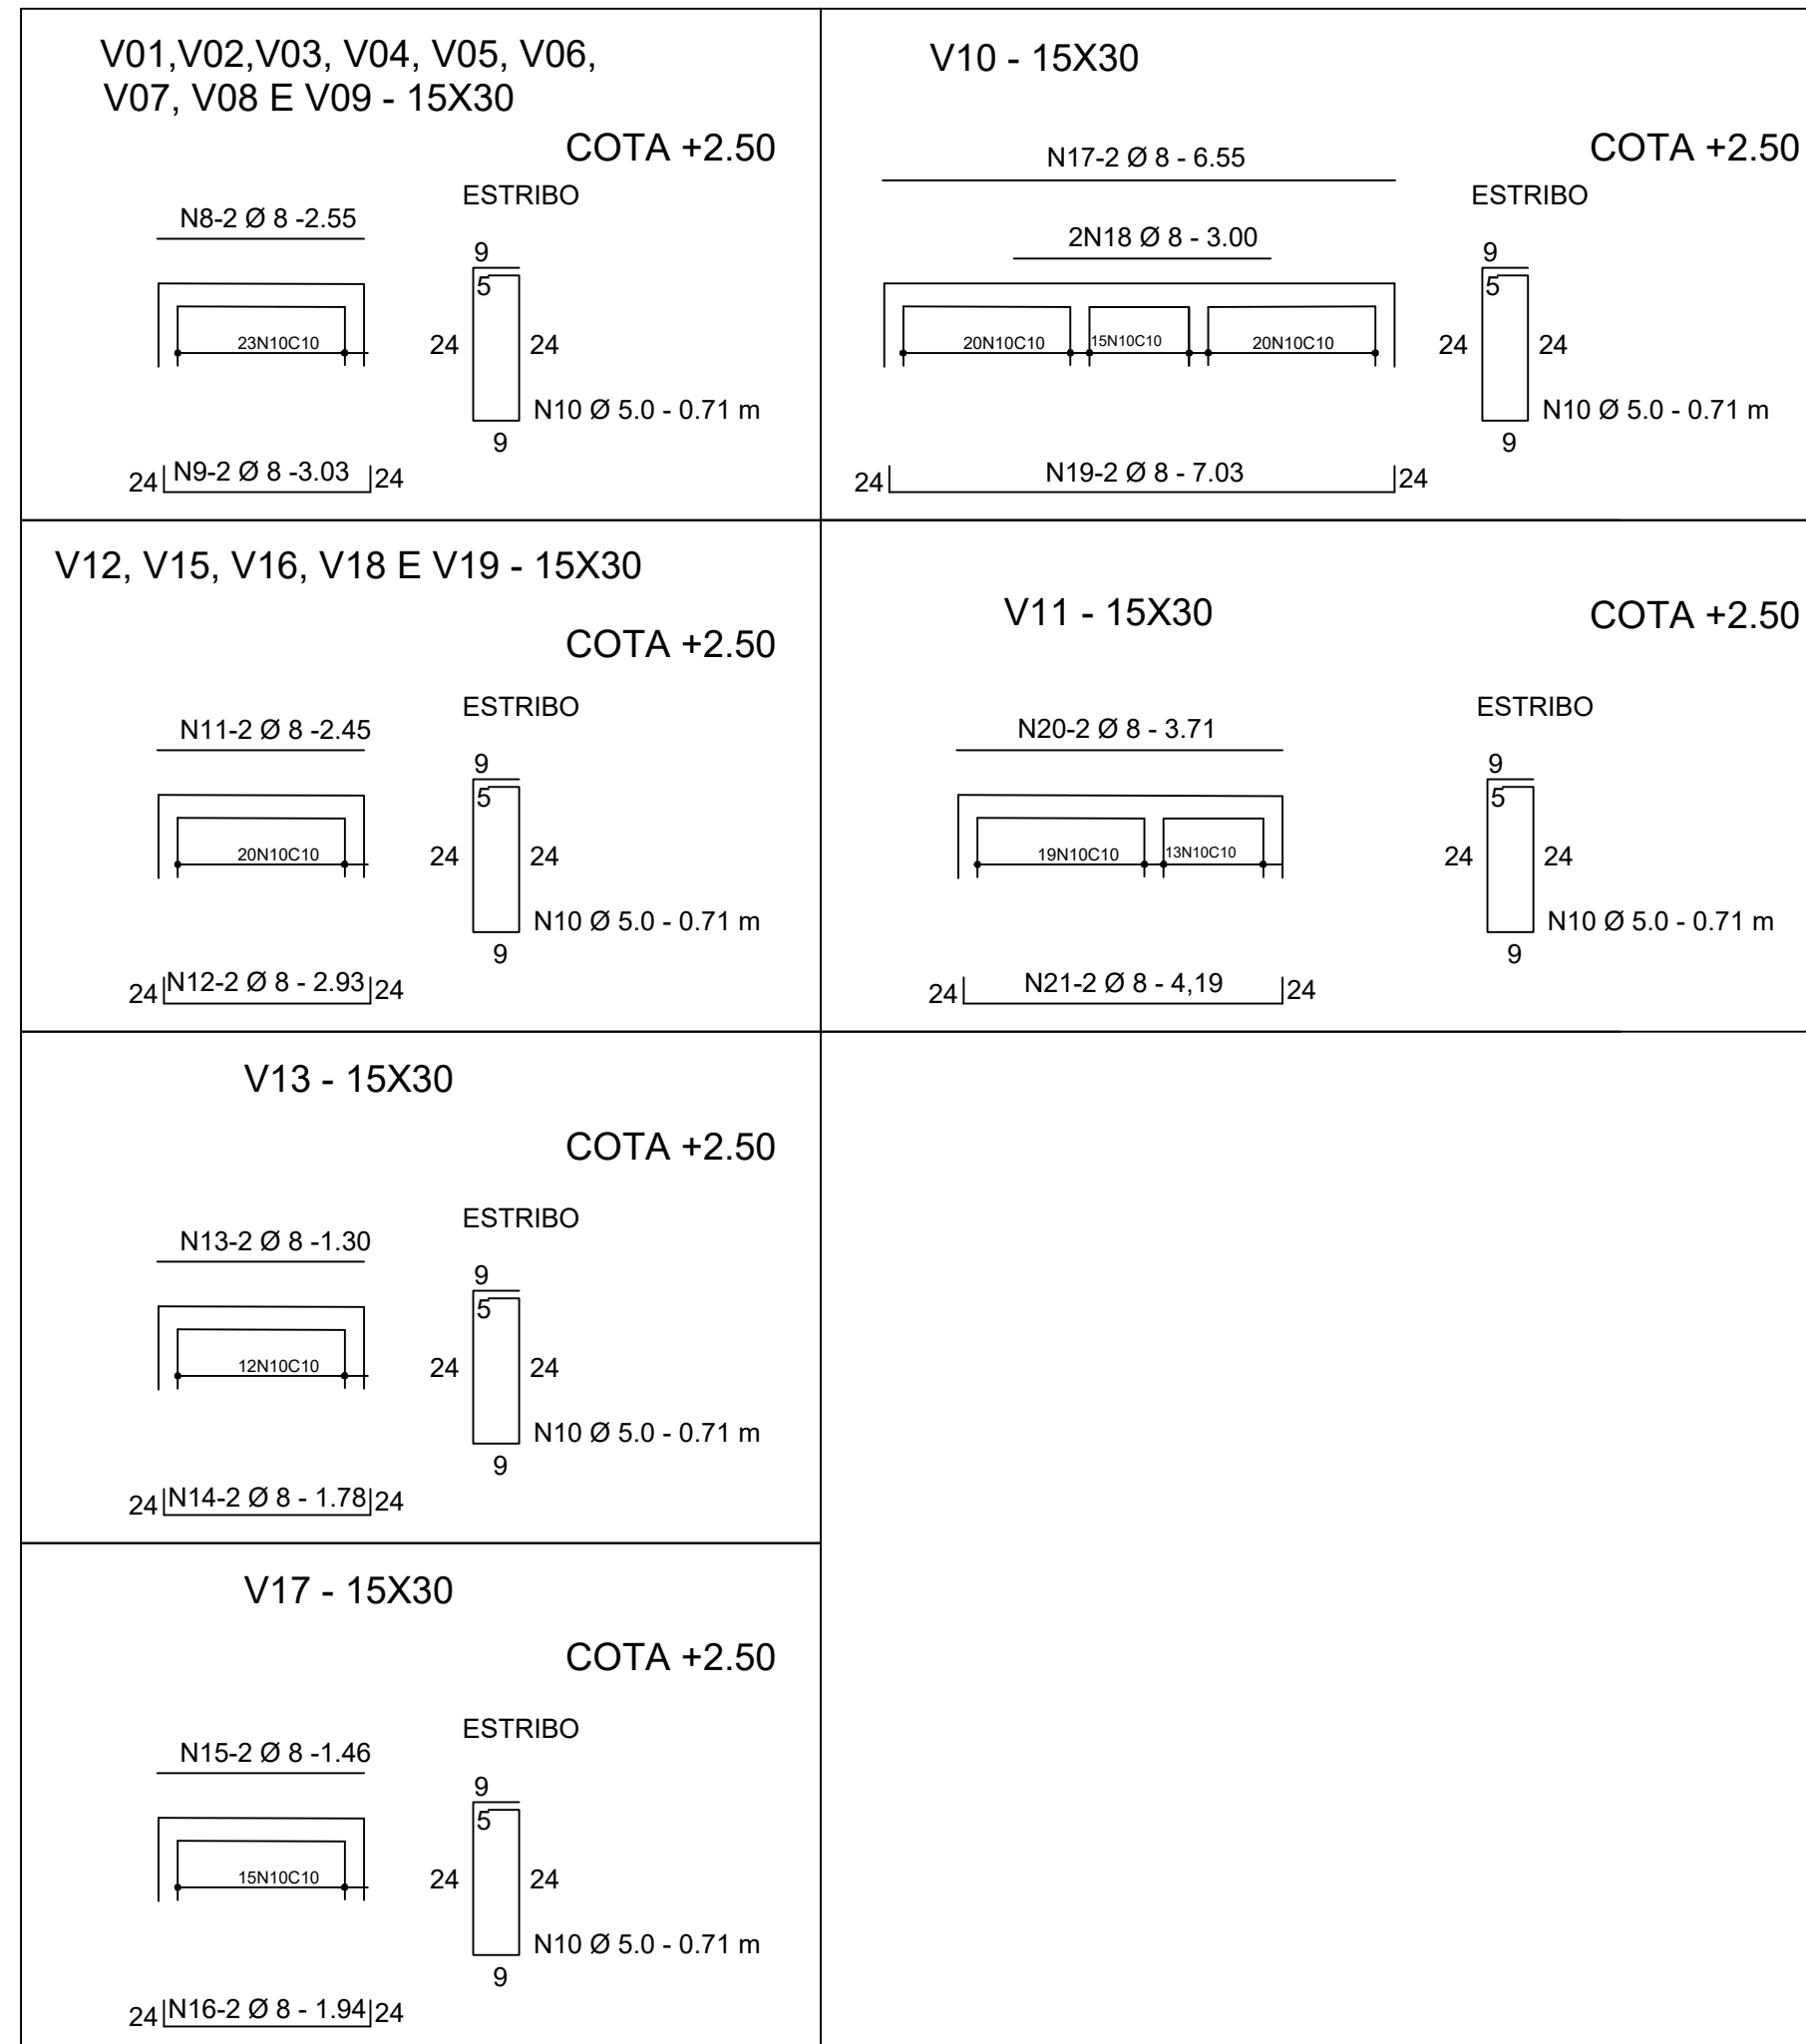 V01,V02,V03, V04, V05, V06,
V07, V08 E V09 - 15X30
COTA +2.50
ESTRIBO
N8-2 Ø 8 -2.55
9
5
23N10C10
24
24
N10 Ø 5.0 - 0.71 m
9
24
N9-2 Ø 8 -3.03
24
V10 - 15X30
COTA +2.50
N17-2 Ø 8 - 6.55
ESTRIBO
2N18 Ø 8 - 3.00
9
5
20N10C10
15N10C10
20N10C10
24
24
N10 Ø 5.0 - 0.71 m
9
24
N19-2 Ø 8 - 7.03
24
V12, V15, V16, V18 E V19 - 15X30
COTA +2.50
ESTRIBO
N11-2 Ø 8 -2.45
9
5
20N10C10
24
24
N10 Ø 5.0 - 0.71 m
9
24
N12-2 Ø 8 - 2.93
24
V11 - 15X30
COTA +2.50
ESTRIBO
N20-2 Ø 8 - 3.71
9
5
19N10C10
13N10C10
24
24
N10 Ø 5.0 - 0.71 m
9
24
N21-2 Ø 8 - 4,19
24
V13 - 15X30
COTA +2.50
ESTRIBO
N13-2 Ø 8 -1.30
9
5
12N10C10
24
24
N10 Ø 5.0 - 0.71 m
9
24
N14-2 Ø 8 - 1.78
24
V17 - 15X30
COTA +2.50
ESTRIBO
N15-2 Ø 8 -1.46
9
5
15N10C10
24
24
N10 Ø 5.0 - 0.71 m
9
24
N16-2 Ø 8 - 1.94
24